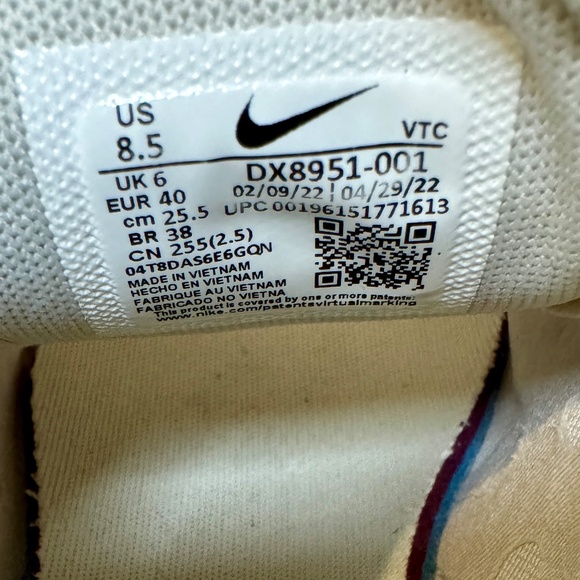 US
8.5
VTC
UK 6
DX8951-001
EUR 40
02/09/22 | 04/29/22
cm 25.5
UPC 00196151771613
BR 38
CN 255(2.5)
04T8DAS6E6GQN
MADE IN VIETNAM
HECHO EN VIETNAM
FABRIQUE AU VIETNAM
FABRICADO NO VIETNA
This product is covered by one or more patents:
www.nike.com/patentsvirtualmarking